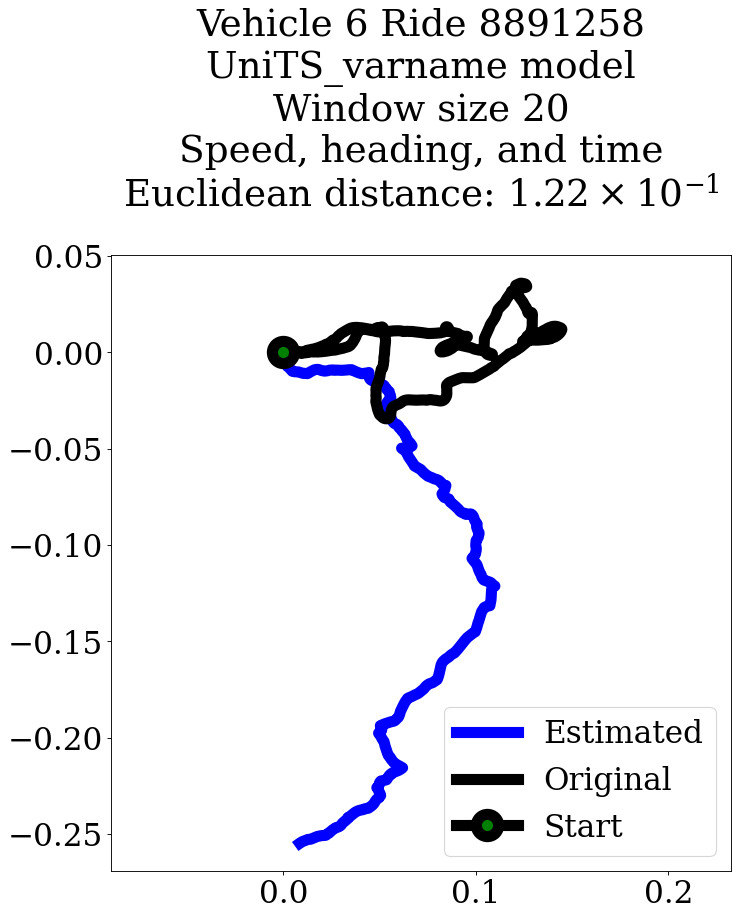 Vehicle 6 Ride 8891258
UniTS_varname model
Window size 20
Speed, heading, and time
Euclidean distance: 1.22 × 10⁻¹
0.05
0.00
−0.05
−0.10
−0.15
−0.20
−0.25
0.0 0.1 0.2
Estimated
Original
Start